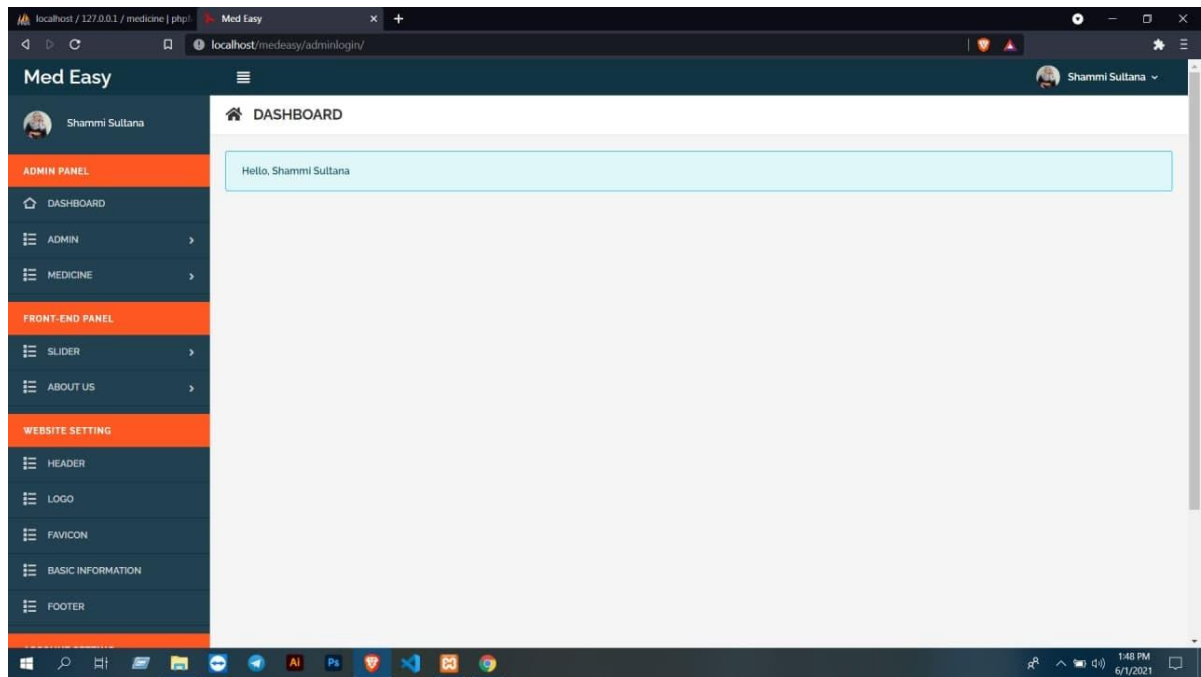 localhost / 127.0.0.1 / medicine | php
Med Easy
localhost/medeasy/adminlogin/
Med Easy
Shammi Sultana
Shammi Sultana
DASHBOARD
Hello, Shammi Sultana
ADMIN PANEL
DASHBOARD
ADMIN
MEDICINE
FRONT-END PANEL
SLIDER
ABOUT US
WEBSITE SETTING
HEADER
LOGO
FAVICON
BASIC INFORMATION
FOOTER
Ai
Ps
1:48 PM
6/1/2021